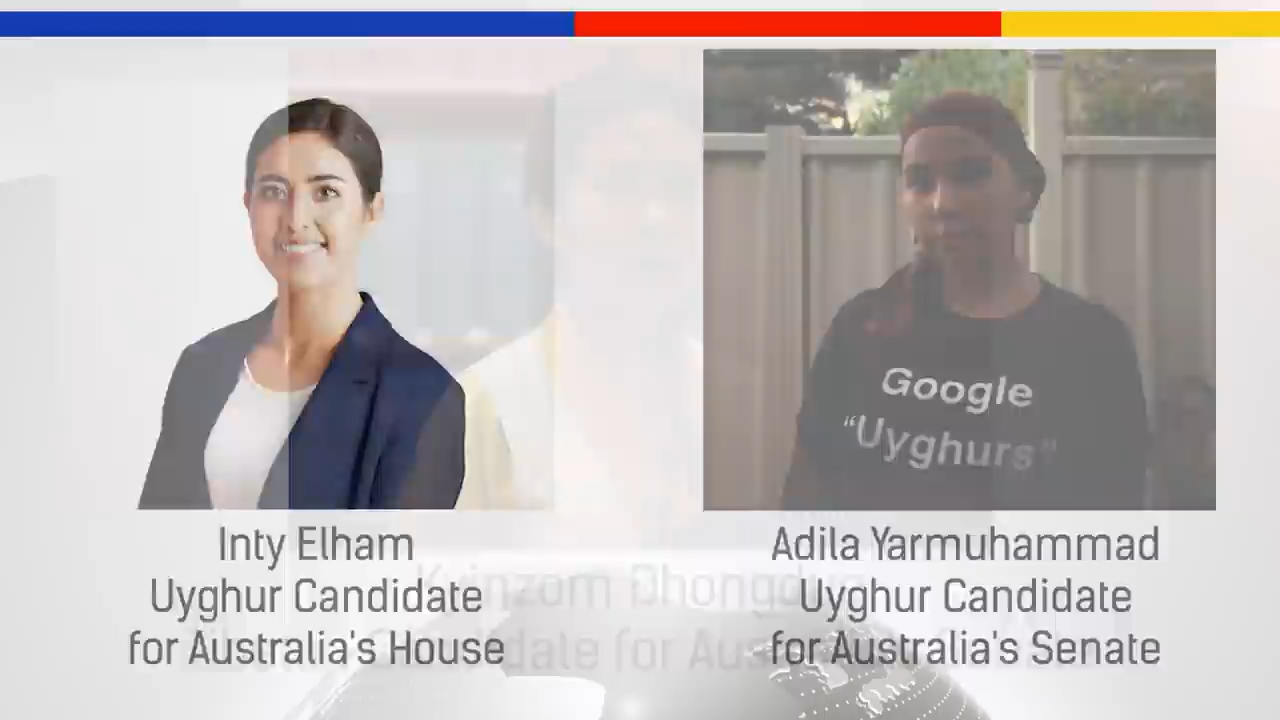 Google
“Uyghurs”
Inty Elham
Uyghur Candidate
for Australia's House
Adila Yarmuhammad
Uyghur Candidate
for Australia's Senate